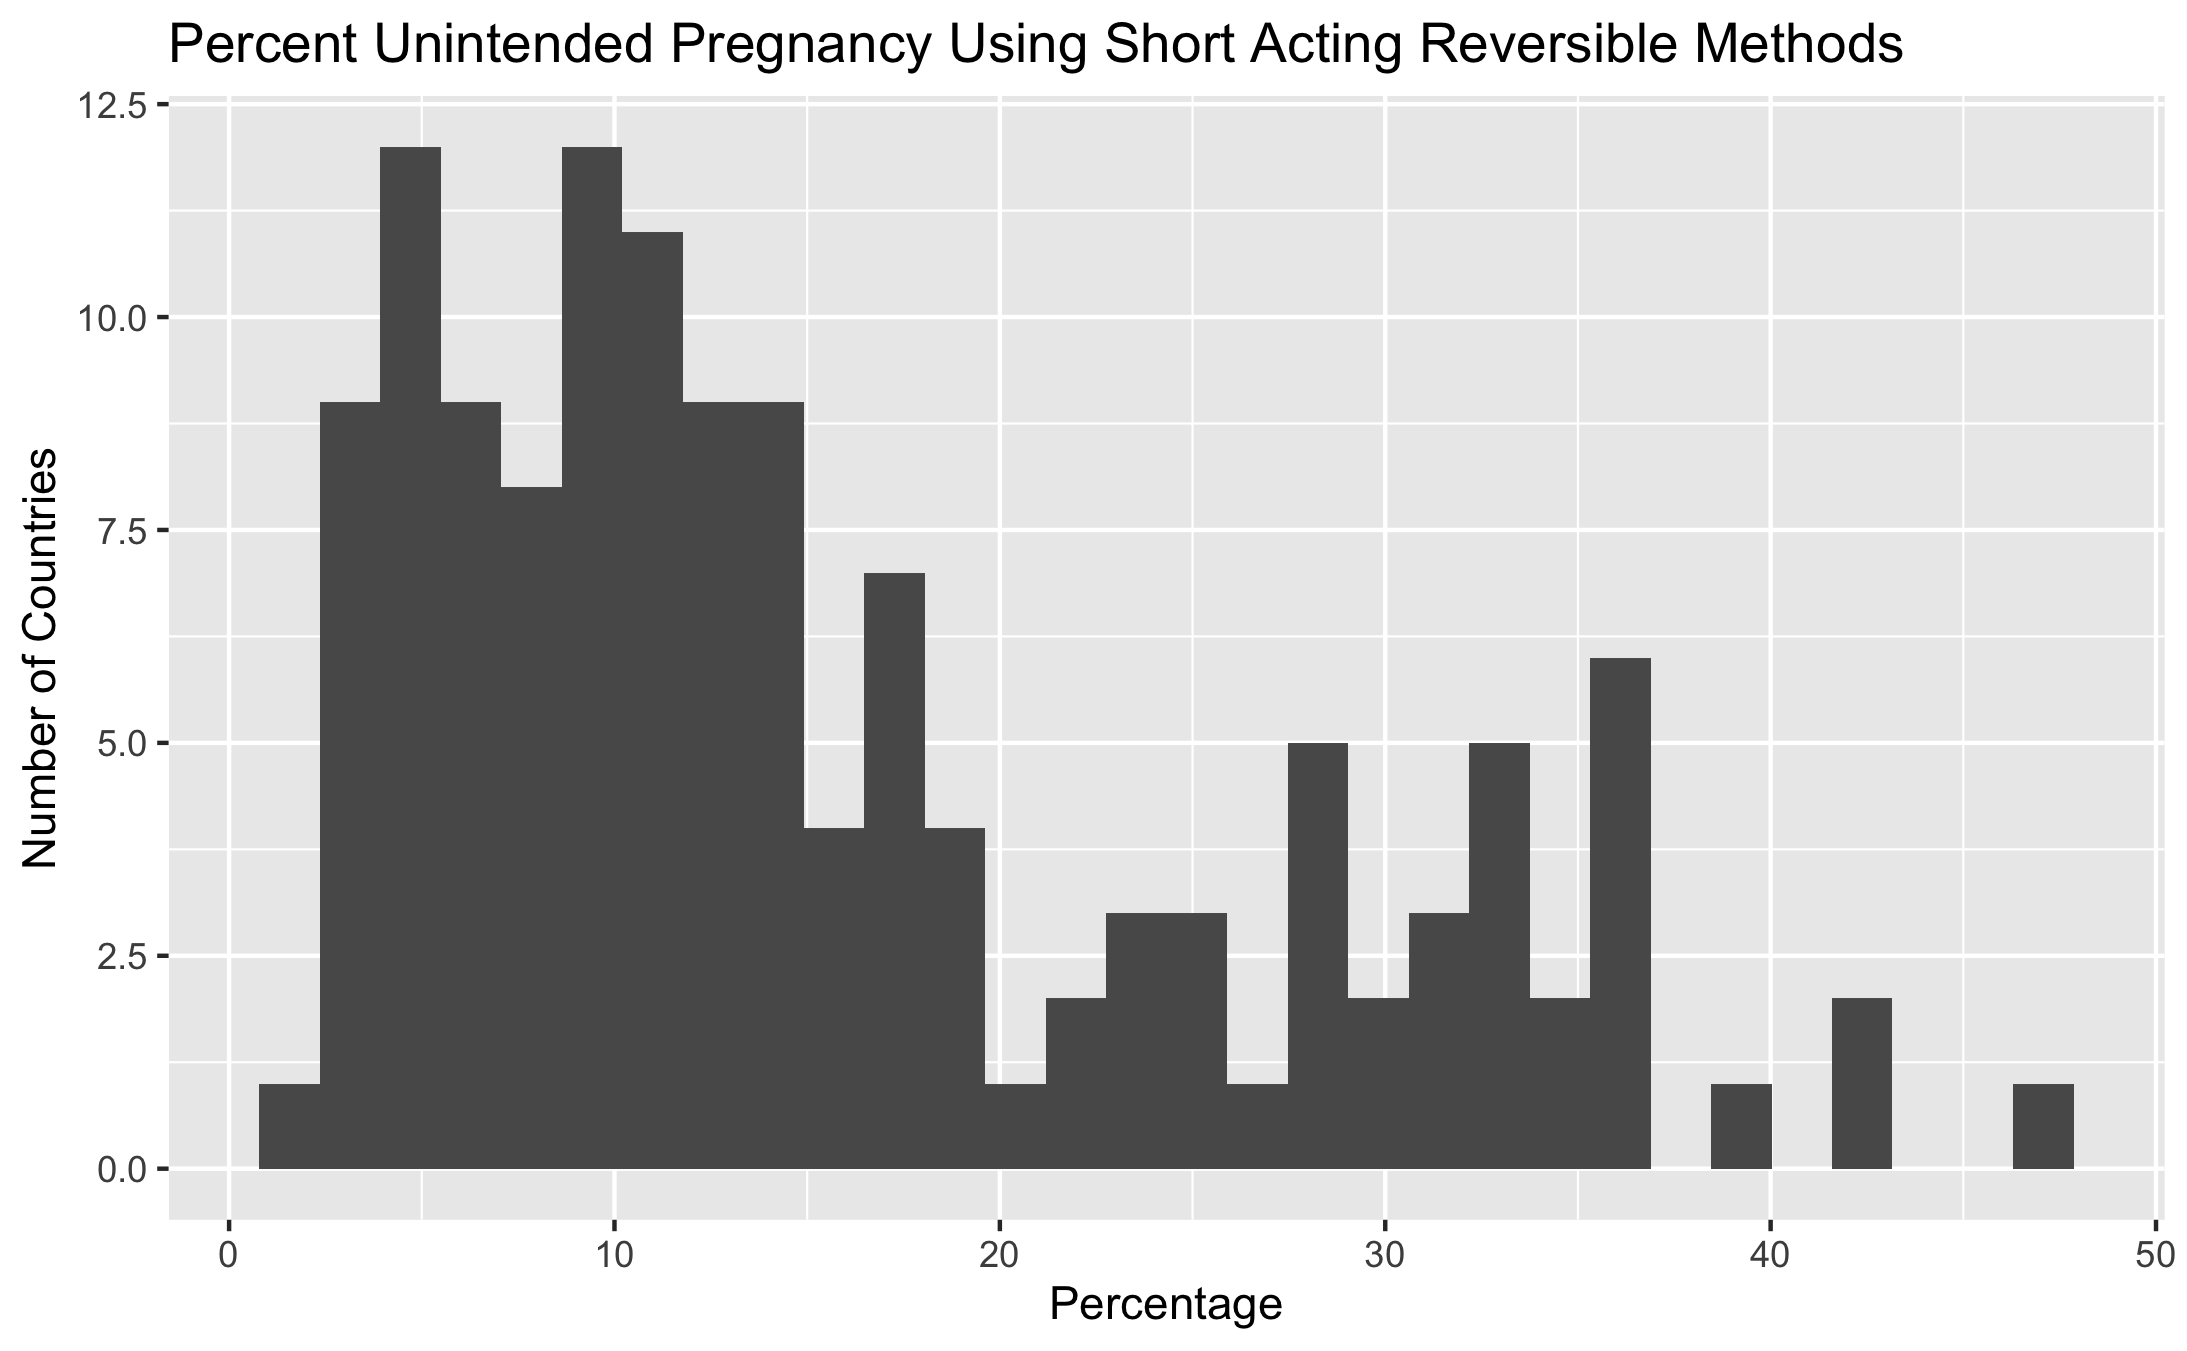 Percent Unintended Pregnancy Using Short Acting Reversible Methods
12.5
10.0
7.5
5.0
2.5
0.0
Number of Countries
0 10 20 30 40 50
Percentage